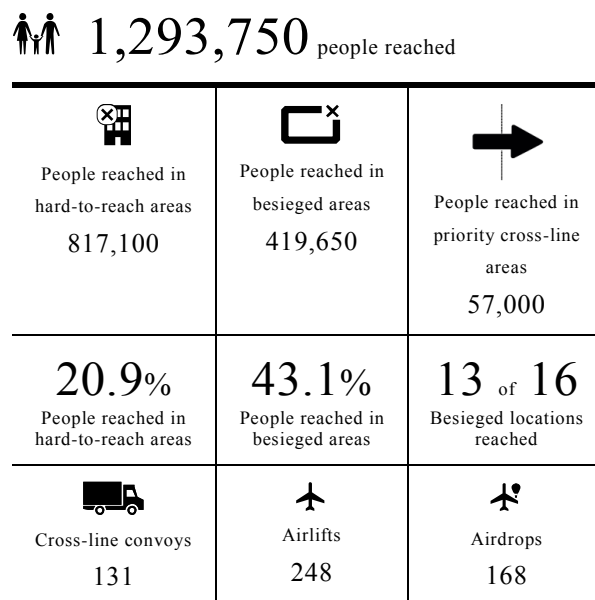 1,293,750 people reached
People reached in
hard-to-reach areas
817,100
People reached in
besieged areas
419,650
People reached in
priority cross-line
areas
57,000
20.9%
People reached in
hard-to-reach areas
43.1%
People reached in
besieged areas
13 of 16
Besieged locations
reached
Cross-line convoys
131
Airlifts
248
Airdrops
168